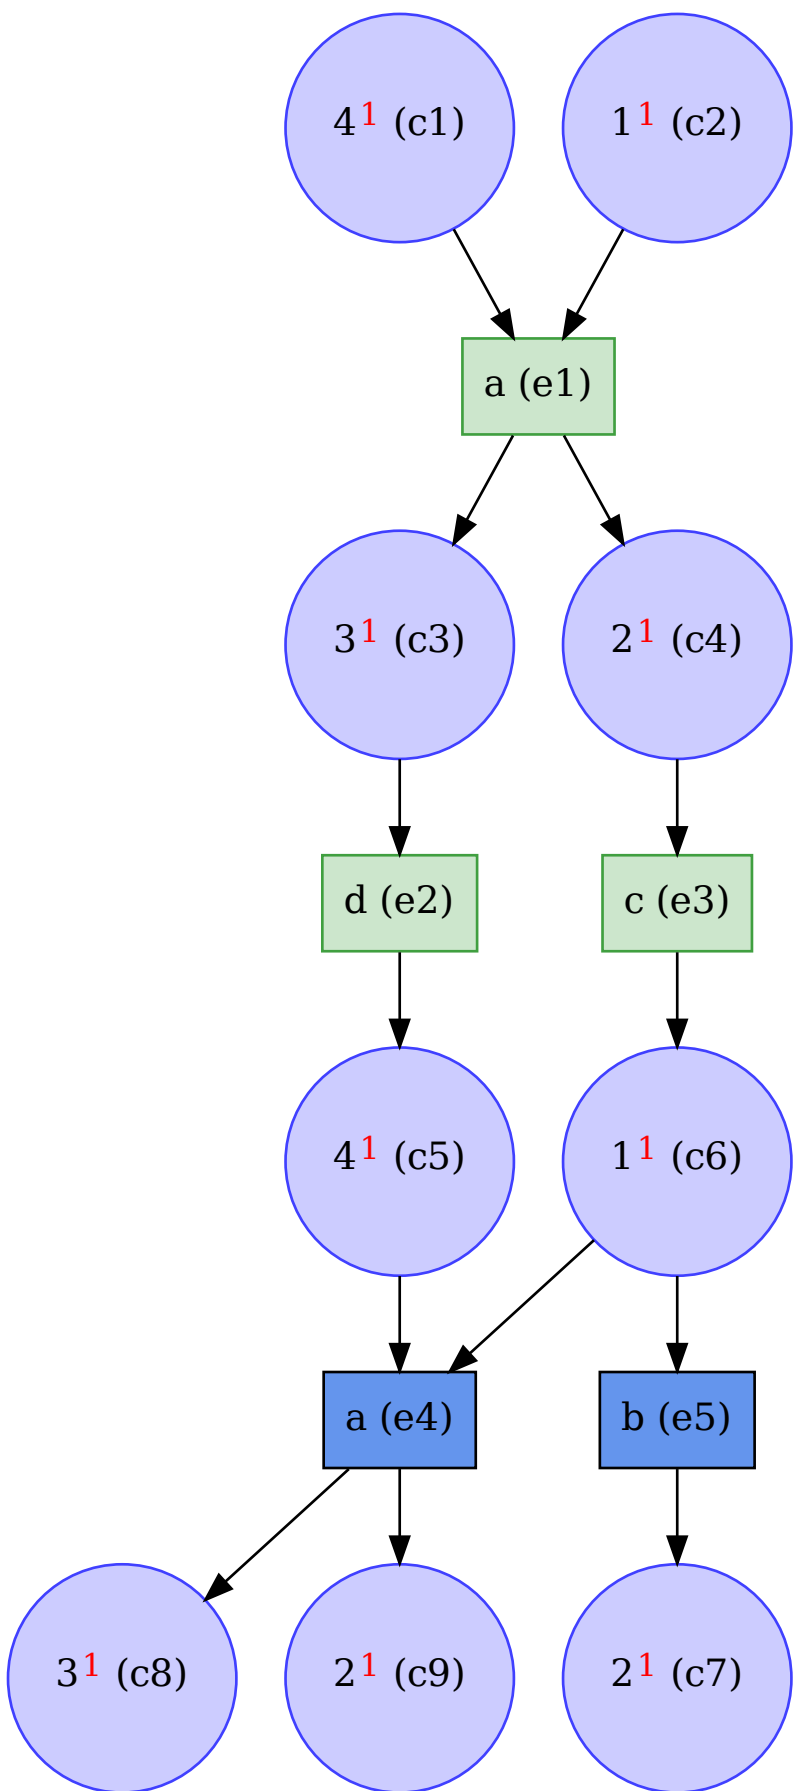 4¹ (c1)
1¹ (c2)
a (e1)
3¹ (c3)
2¹ (c4)
d (e2)
c (e3)
4¹ (c5)
1¹ (c6)
a (e4)
b (e5)
3¹ (c8)
2¹ (c9)
2¹ (c7)